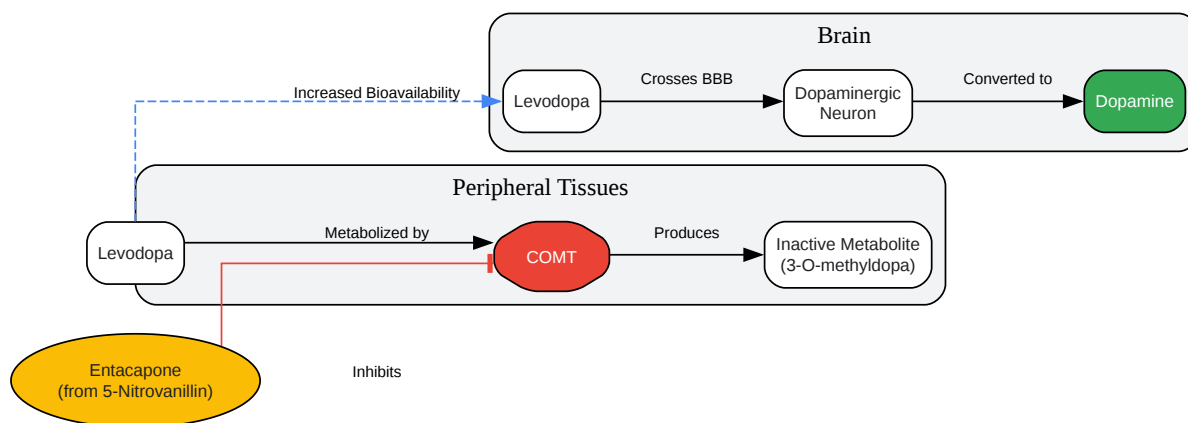 Brain
Increased Bioavailability
Levodopa
Crosses BBB
Dopaminergic
Neuron
Converted to
Dopamine
Peripheral Tissues
Levodopa
Metabolized by
COMT
Produces
Inactive Metabolite
(3-O-methyldopa)
Entacapone
(from 5-Nitrovanillin)
Inhibits